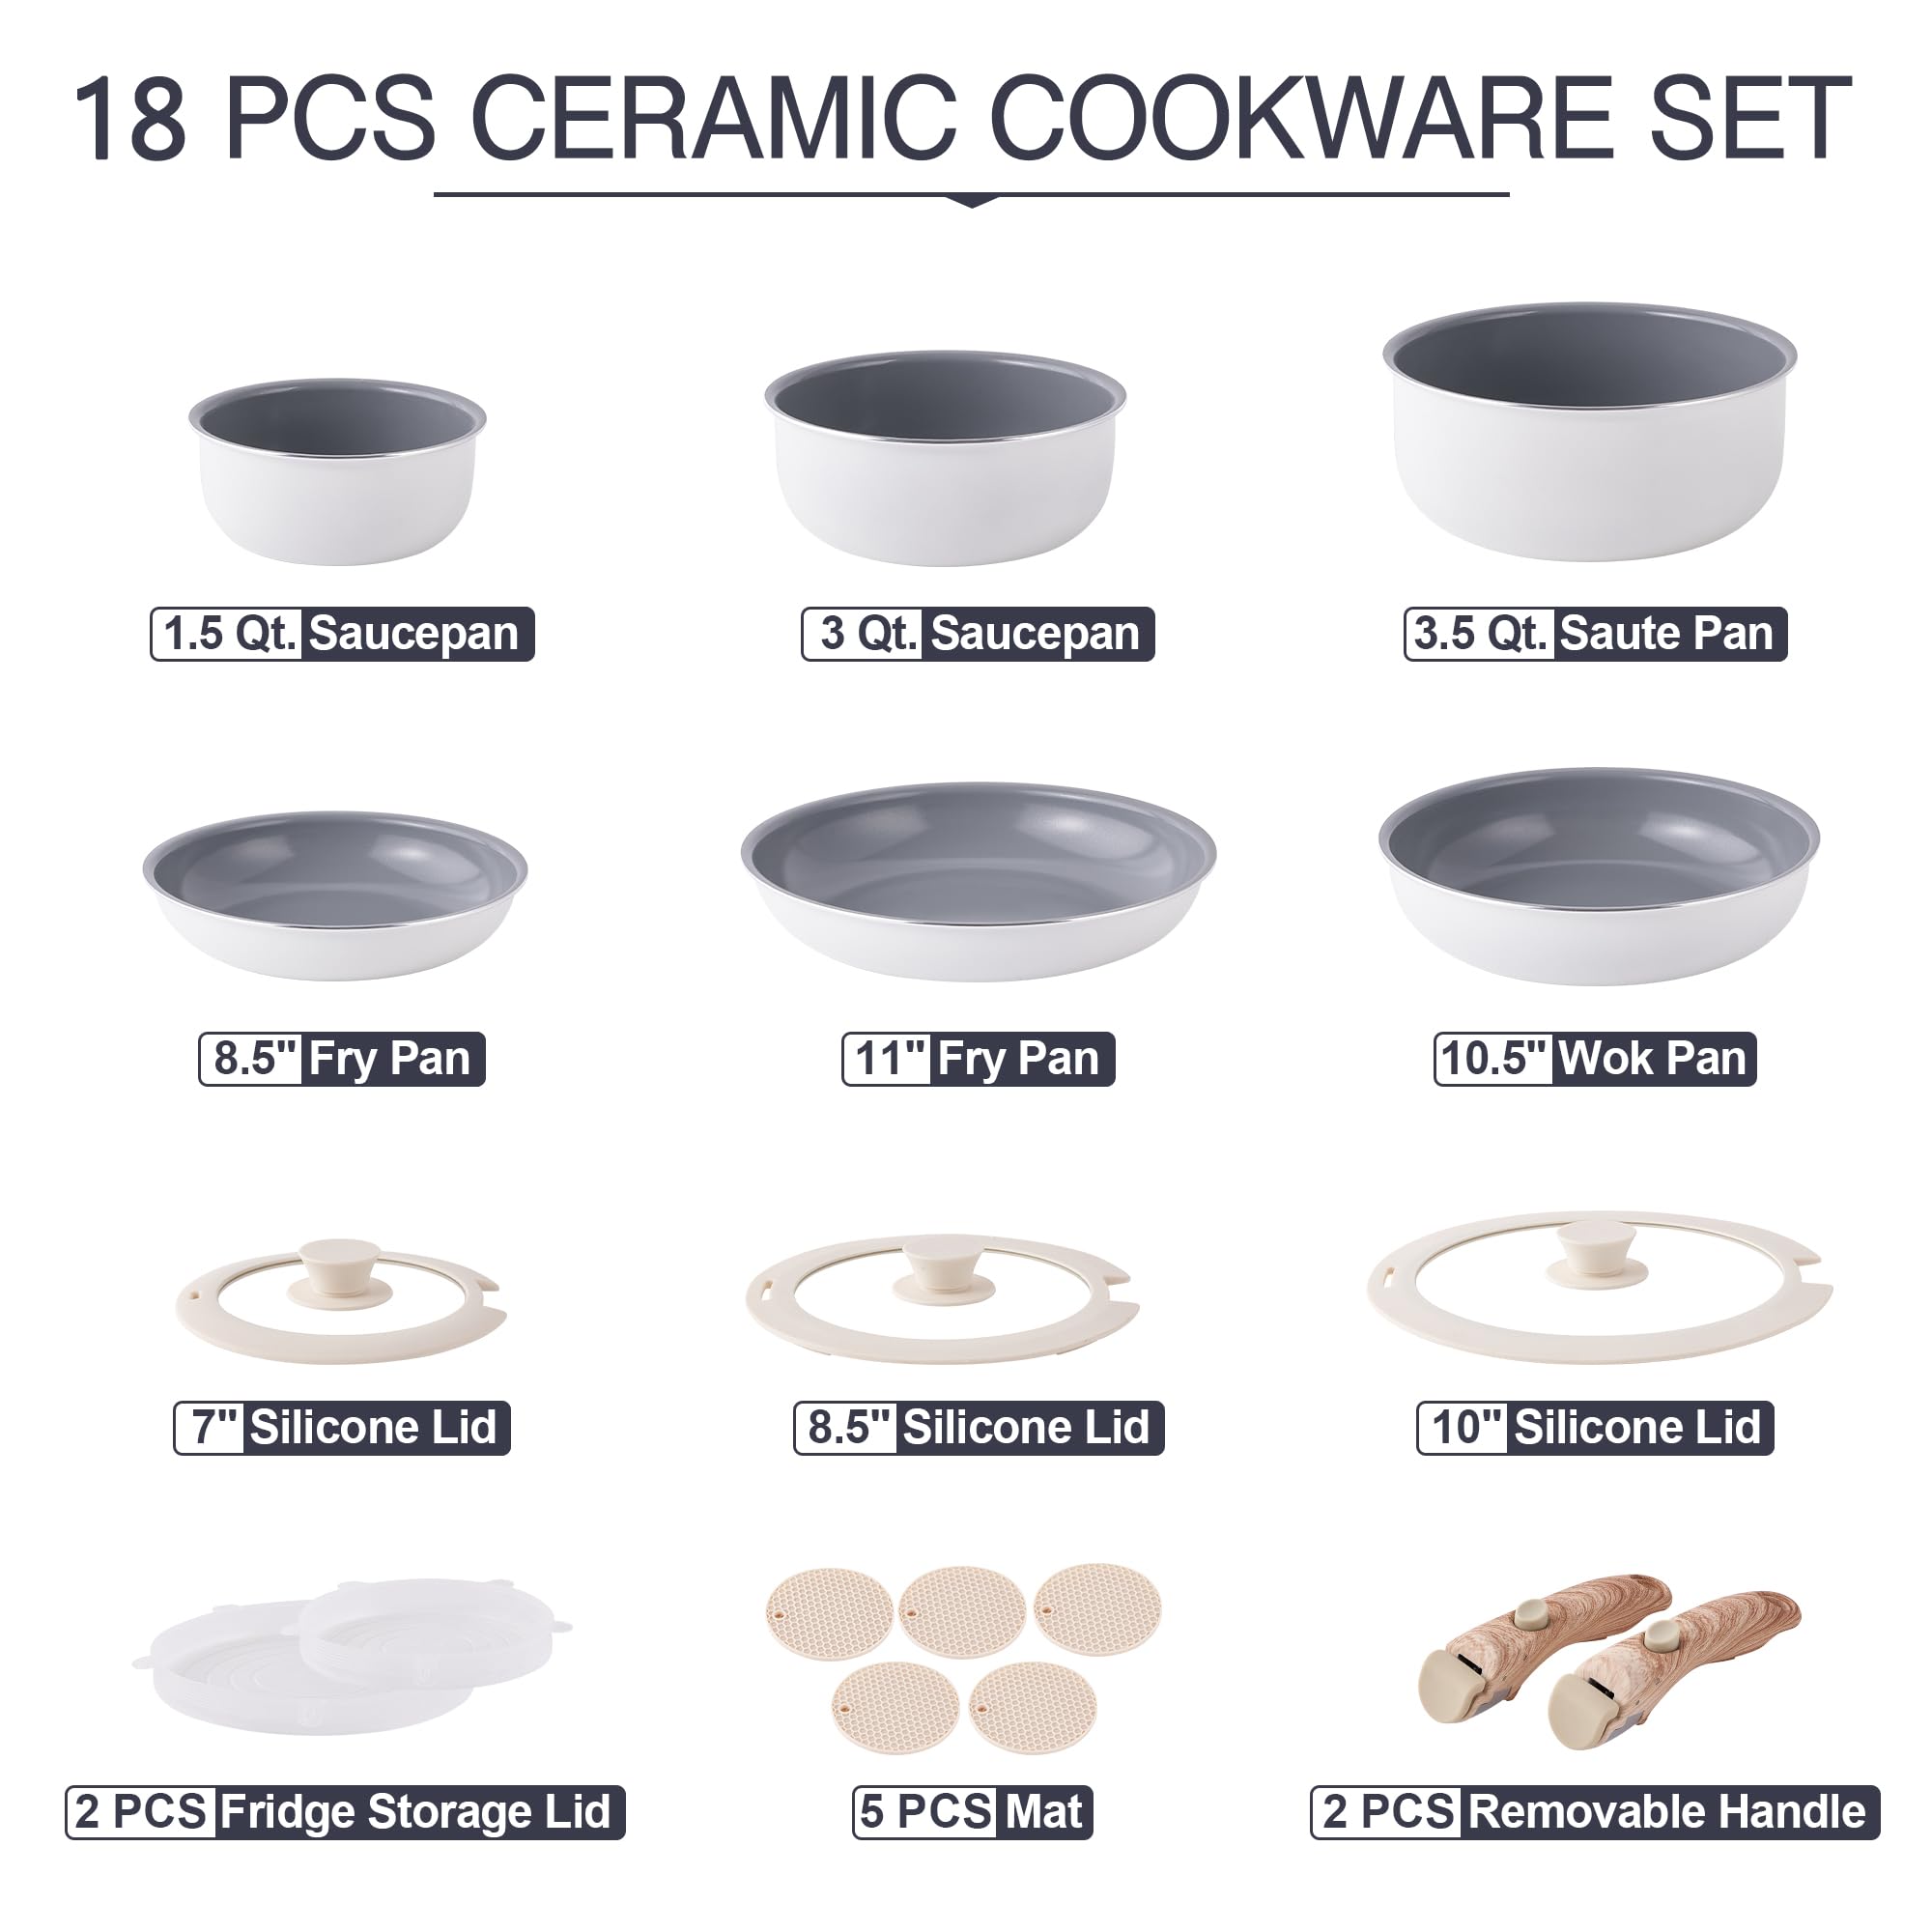 18 PCS CERAMIC COOKWARE SET
1.5 Qt. Saucepan
3 Qt. Saucepan
3.5 Qt. Saute Pan
8.5" Fry Pan
11" Fry Pan
10.5" Wok Pan
7" Silicone Lid
8.5" Silicone Lid
10" Silicone Lid
2 PCS Fridge Storage Lid
5 PCS Mat
2 PCS Removable Handle